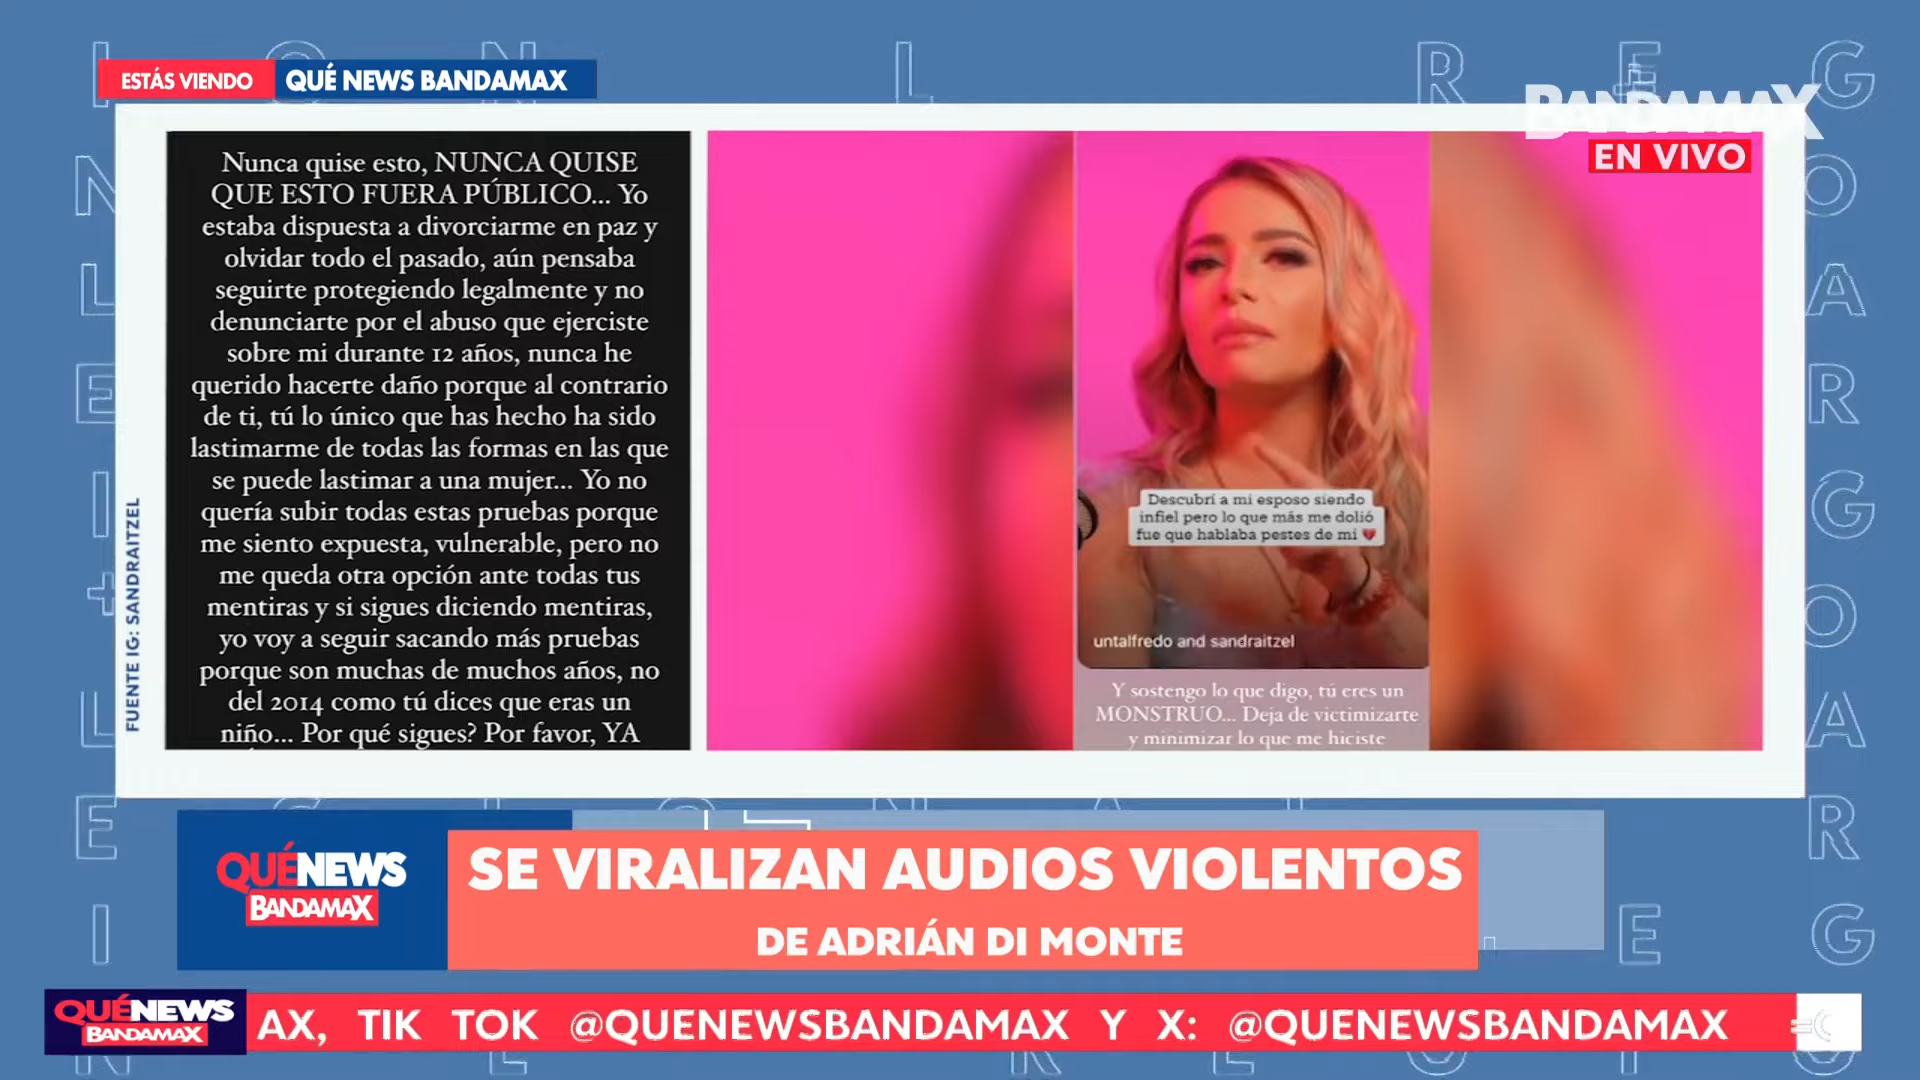 ESTÁS VIENDO
QUÉ NEWS BANDAMAX
BANDAMAX
EN VIVO
Nunca quise esto, NUNCA QUISE
QUE ESTO FUERA PÚBLICO... Yo
estaba dispuesta a divorciarme en paz y
olvidar todo el pasado, aún pensaba
seguirte protegiendo legalmente y no
denunciarte por el abuso que ejerciste
sobre mi durante 12 años, nunca he
querido hacerte daño porque al contrario
de ti, tú lo único que has hecho ha sido
lastimarme de todas las formas en las que
se puede lastimar a una mujer... Yo no
quería subir todas estas pruebas porque
me siento expuesta, vulnerable, pero no
me queda otra opción ante todas tus
mentiras y si sigues diciendo mentiras,
yo voy a seguir sacando más pruebas
porque son muchas de muchos años, no
del 2014 como tú dices que eras un
niño... Por qué sigues? Por favor, YA
FUENTE IG: SANDRAITZEL
Descubrí a mi esposo siendo
infiel pero lo que más me dolió
fue que hablaba pestes de mi 💔
untalfredo and sandraitzel
Y sostengo lo que digo, tú eres un
MONSTRUO... Deja de victimizarte
y minimizar lo que me hiciste
QUÉNEWS
BANDAMAX
SE VIRALIZAN AUDIOS VIOLENTOS
DE ADRIÁN DI MONTE
QUÉNEWS
BANDAMAX
AX, TIK TOK @QUENEWSBANDAMAX Y X: @QUENEWSBANDAMAX